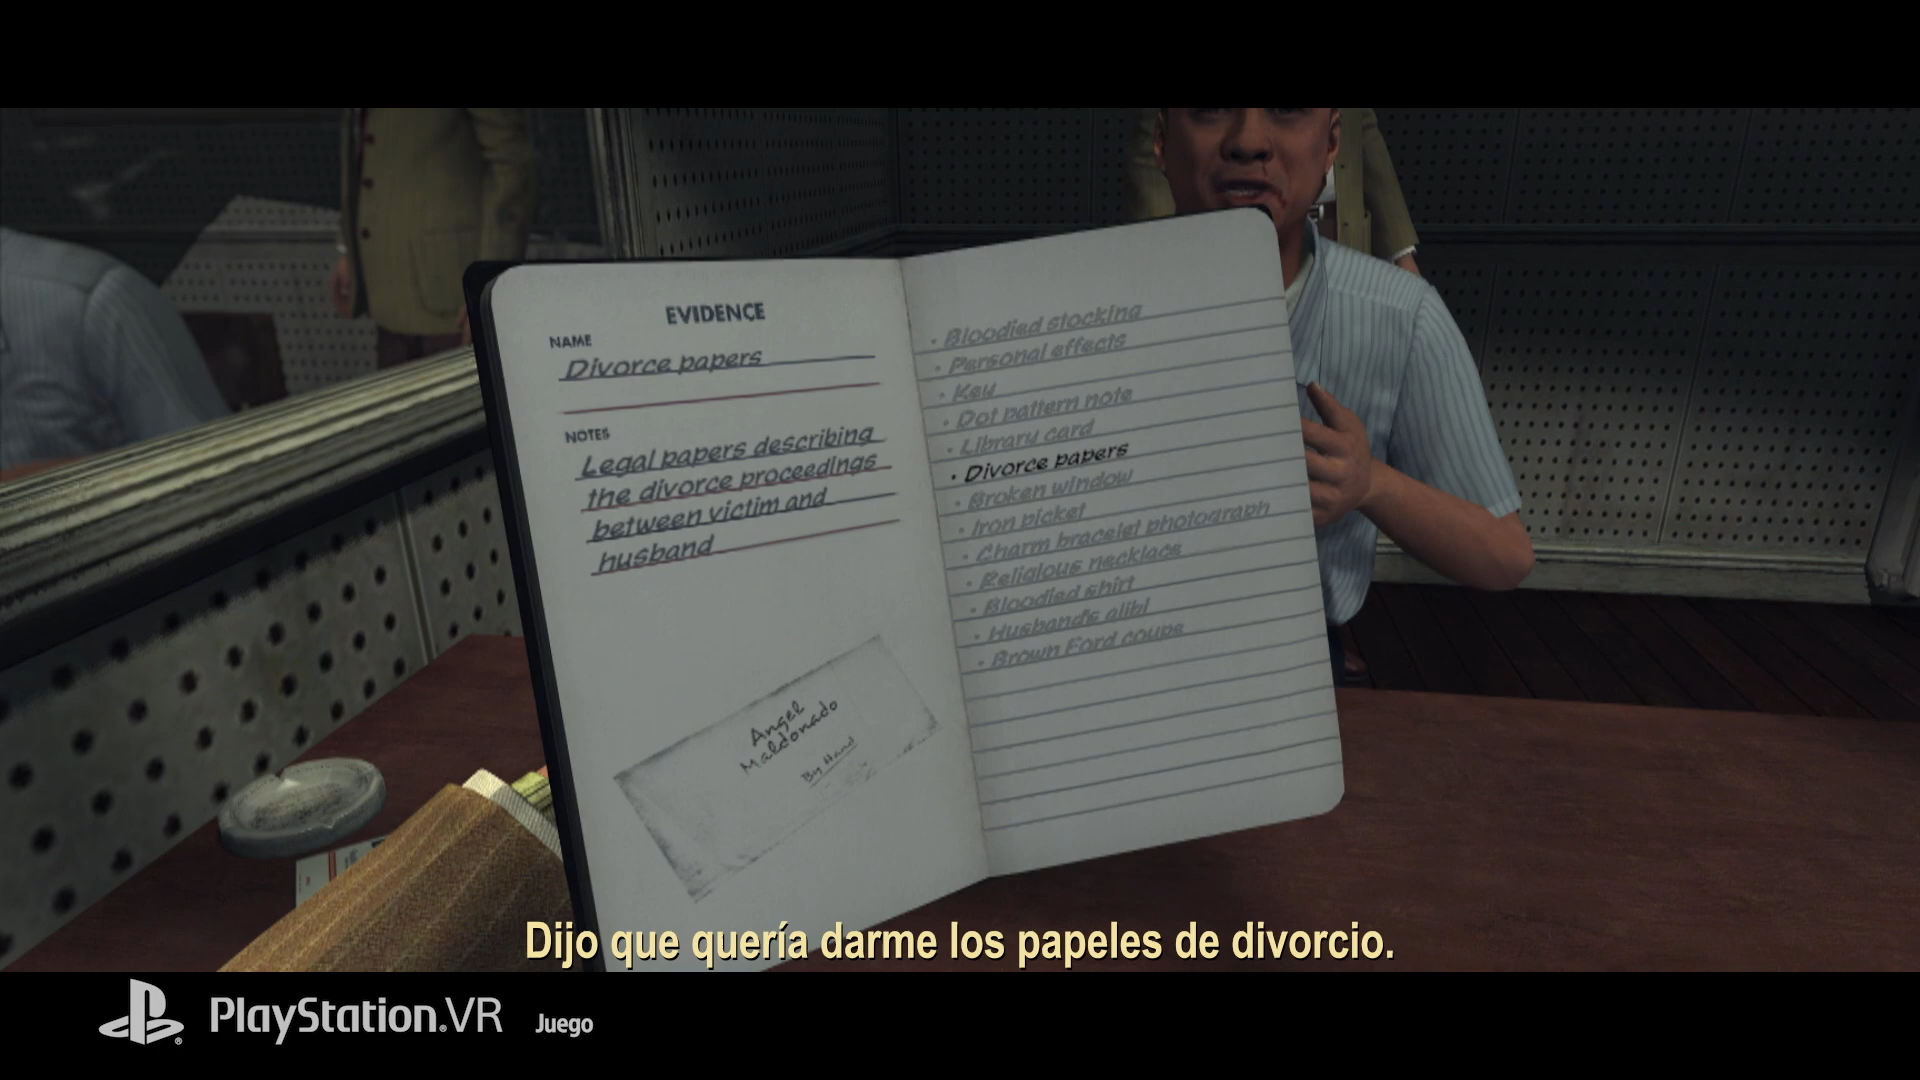 EVIDENCE
NAME
Divorce papers
NOTES
Legal papers describing
the divorce proceedings
between victim and
husband
Angel
Maldonado
By Hand
• Bloodied stocking
• Personal effects
• Key
• Dot pattern note
• Library card
• Divorce papers
• Broken window
• Iron picket
• Charm bracelet photograph
• Religious necklace
• Bloodied shirt
• Husband's alibi
• Brown Ford coupe
Dijo que quería darme los papeles de divorcio.
PlayStation.VR Juego